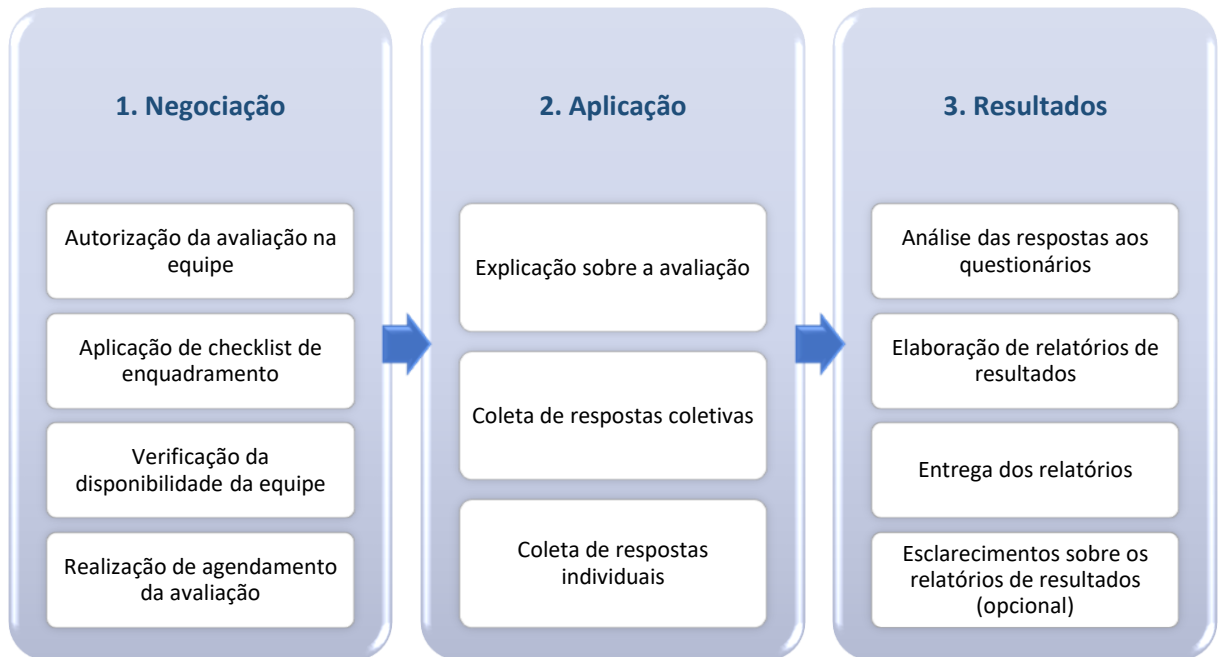 1. Negociação
Autorização da avaliação na
equipe
Aplicação de checklist de
enquadramento
Verificação da
disponibilidade da equipe
Realização de agendamento
da avaliação
2. Aplicação
Explicação sobre a avaliação
Coleta de respostas coletivas
Coleta de respostas
individuais
3. Resultados
Análise das respostas aos
questionários
Elaboração de relatórios de
resultados
Entrega dos relatórios
Esclarecimentos sobre os
relatórios de resultados
(opcional)